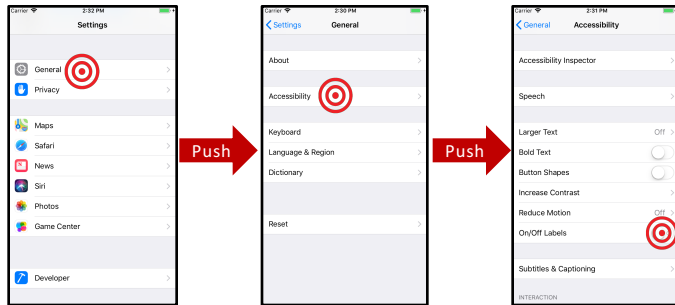 Carrier 2:32 PM
Settings
General
Privacy
Maps
Safari
News
Siri
Photos
Game Center
Developer
Push
Carrier 2:30 PM
Settings General
About
Accessibility
Keyboard
Language & Region
Dictionary
Reset
Push
Carrier 2:31 PM
General Accessibility
Accessibility Inspector
Speech
Larger Text Off
Bold Text
Button Shapes
Increase Contrast
Reduce Motion Off
On/Off Labels
Subtitles & Captioning
INTERACTION